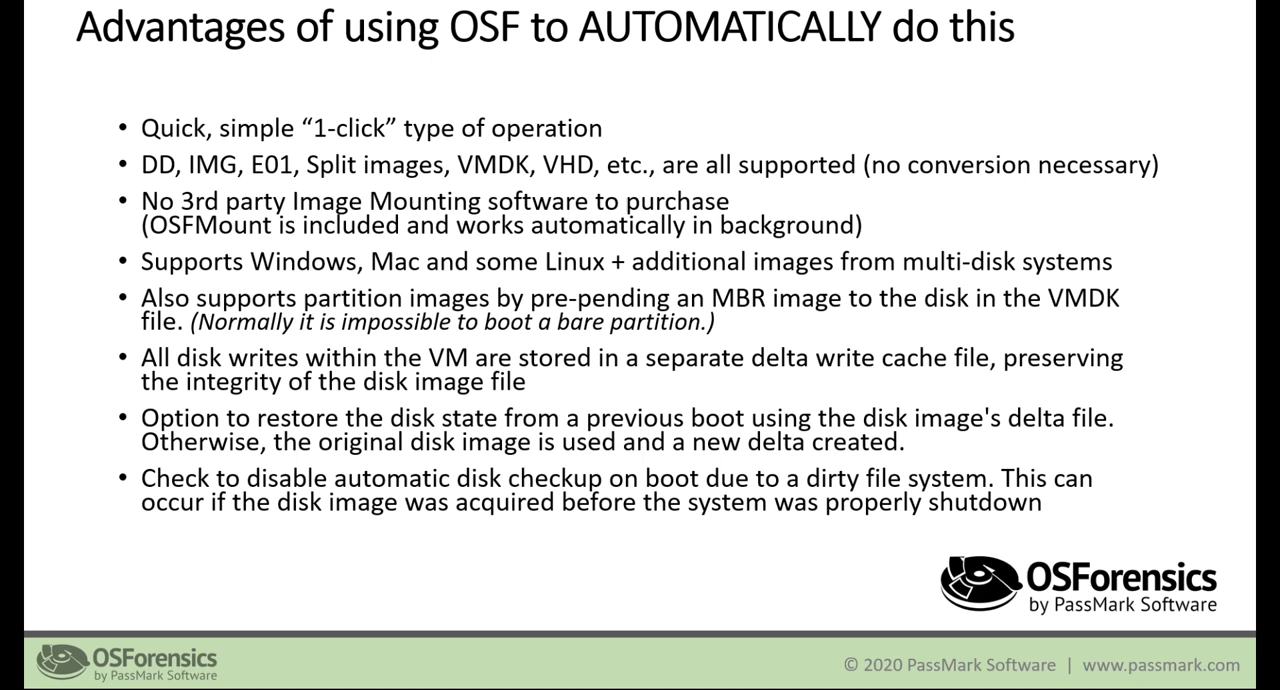 Advantages of using OSF to AUTOMATICALLY do this
• Quick, simple “1-click” type of operation
• DD, IMG, E01, Split images, VMDK, VHD, etc., are all supported (no conversion necessary)
• No 3rd party Image Mounting software to purchase
(OSFMount is included and works automatically in background)
• Supports Windows, Mac and some Linux + additional images from multi-disk systems
• Also supports partition images by pre-pending an MBR image to the disk in the VMDK
file. (Normally it is impossible to boot a bare partition.)
• All disk writes within the VM are stored in a separate delta write cache file, preserving
the integrity of the disk image file
• Option to restore the disk state from a previous boot using the disk image's delta file.
Otherwise, the original disk image is used and a new delta created.
• Check to disable automatic disk checkup on boot due to a dirty file system. This can
occur if the disk image was acquired before the system was properly shutdown
OSForensics
by PassMark Software
OSForensics
by PassMark Software
© 2020 PassMark Software | www.passmark.com